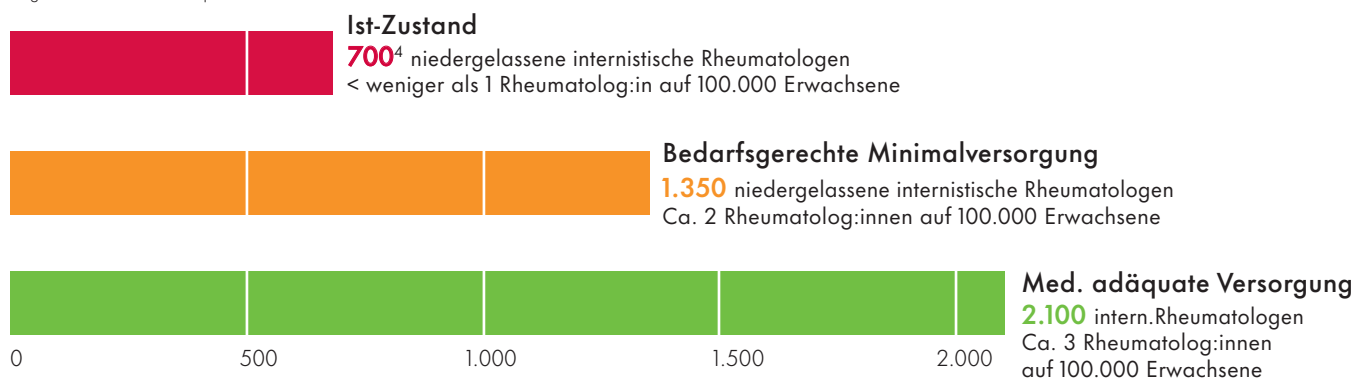 Ist-Zustand
700⁴ niedergelassene internistische Rheumatologen
< weniger als 1 Rheumatolog:in auf 100.000 Erwachsene
Bedarfsgerechte Minimalversorgung
1.350 niedergelassene internistische Rheumatologen
Ca. 2 Rheumatolog:innen auf 100.000 Erwachsene
Med. adäquate Versorgung
2.100 intern.Rheumatologen
Ca. 3 Rheumatolog:innen
auf 100.000 Erwachsene
0 500 1.000 1.500 2.000